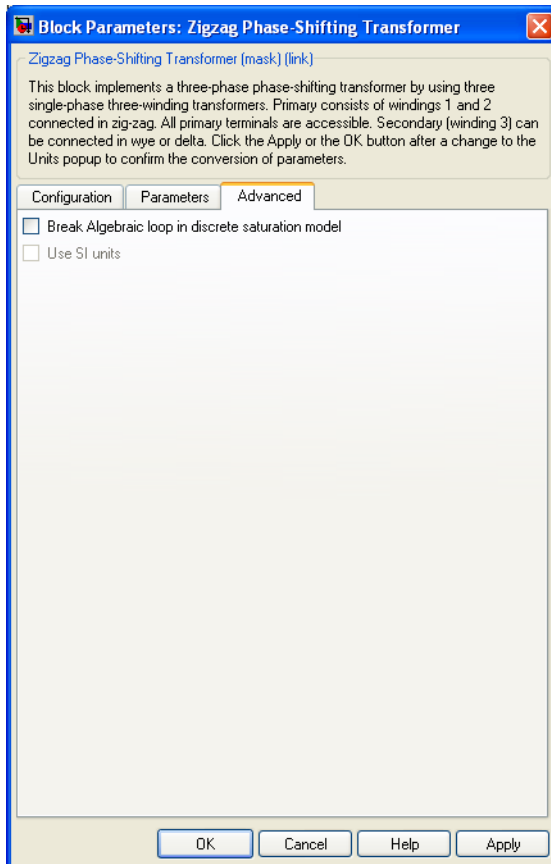 Block Parameters: Zigzag Phase-Shifting Transformer
Zigzag Phase-Shifting Transformer (mask) (link)
This block implements a three-phase phase-shifting transformer by using three
single-phase three-winding transformers. Primary consists of windings 1 and 2
connected in zig-zag. All primary terminals are accessible. Secondary (winding 3) can
be connected in wye or delta. Click the Apply or the OK button after a change to the
Units popup to confirm the conversion of parameters.
Configuration Parameters Advanced
Break Algebraic loop in discrete saturation model
Use SI units
OK Cancel Help Apply